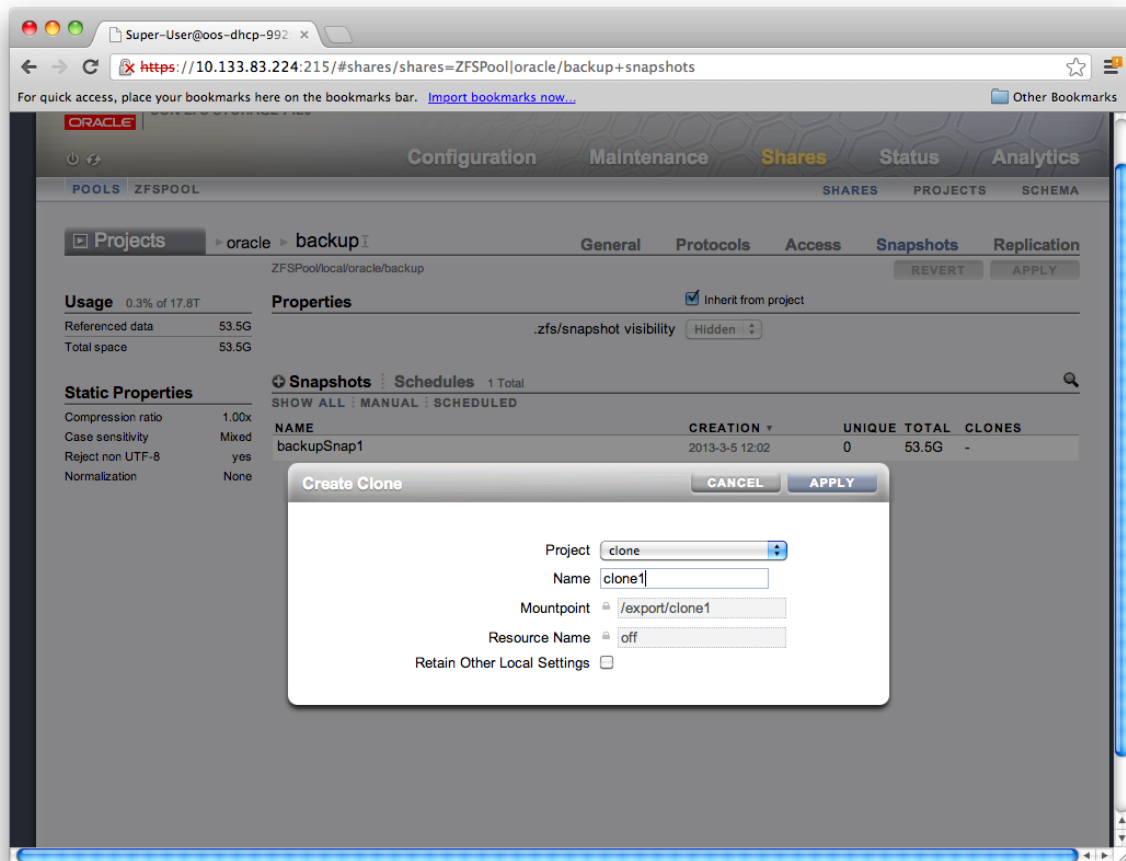 Super-User@oos-dhcp-992
https://10.133.83.224:215/#shares/shares=ZFSPool|oracle/backup+snapshots
For quick access, place your bookmarks here on the bookmarks bar. Import bookmarks now... Other Bookmarks
ORACLE SUN ZFS STORAGE 7420
Configuration Maintenance Shares Status Analytics
POOLS ZFSPOOL SHARES PROJECTS SCHEMA
Projects oracle backup General Protocols Access Snapshots Replication
ZFSPool/local/oracle/backup REVERT APPLY
Usage 0.3% of 17.8T Properties Inherit from project
Referenced data 53.5G .zfs/snapshot visibility Hidden
Total space 53.5G
Snapshots Schedules 1 Total
Static Properties
SHOW ALL MANUAL SCHEDULED
Compression ratio 1.00x
NAME CREATION UNIQUE TOTAL CLONES
Case sensitivity Mixed
backupSnap1 2013-3-5 12:02 0 53.5G -
Reject non UTF-8 yes
Normalization None
Create Clone CANCEL APPLY
Project clone
Name clone1
Mountpoint /export/clone1
Resource Name off
Retain Other Local Settings